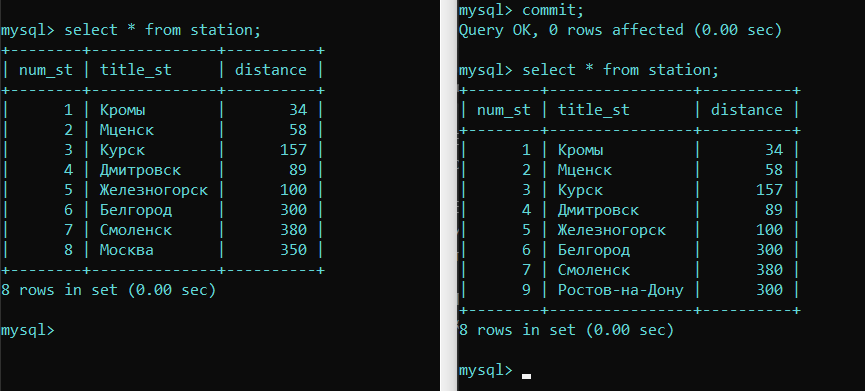 mysql> select * from station;
+--------+--------------+----------+
| num_st | title_st     | distance |
+--------+--------------+----------+
|      1 | Кромы        |       34 |
|      2 | Мценск       |       58 |
|      3 | Курск        |      157 |
|      4 | Дмитровск    |       89 |
|      5 | Железногорск |      100 |
|      6 | Белгород     |      300 |
|      7 | Смоленск     |      380 |
|      8 | Москва       |      350 |
+--------+--------------+----------+
8 rows in set (0.00 sec)
mysql>
mysql> commit;
Query OK, 0 rows affected (0.00 sec)
mysql> select * from station;
+--------+----------------+----------+
| num_st | title_st       | distance |
+--------+----------------+----------+
|      1 | Кромы          |       34 |
|      2 | Мценск         |       58 |
|      3 | Курск          |      157 |
|      4 | Дмитровск      |       89 |
|      5 | Железногорск   |      100 |
|      6 | Белгород       |      300 |
|      7 | Смоленск       |      380 |
|      9 | Ростов-на-Дону |      300 |
+--------+----------------+----------+
8 rows in set (0.00 sec)
mysql>